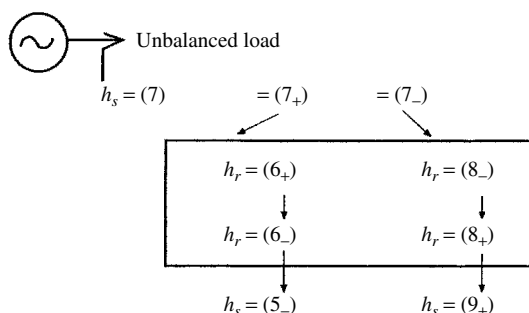 Unbalanced load
h_s = (7) = (7_+) = (7_–)
h_r = (6_+) h_r = (8_–)
h_r = (6_–) h_r = (8_+)
h_s = (5_–) h_s = (9_+)